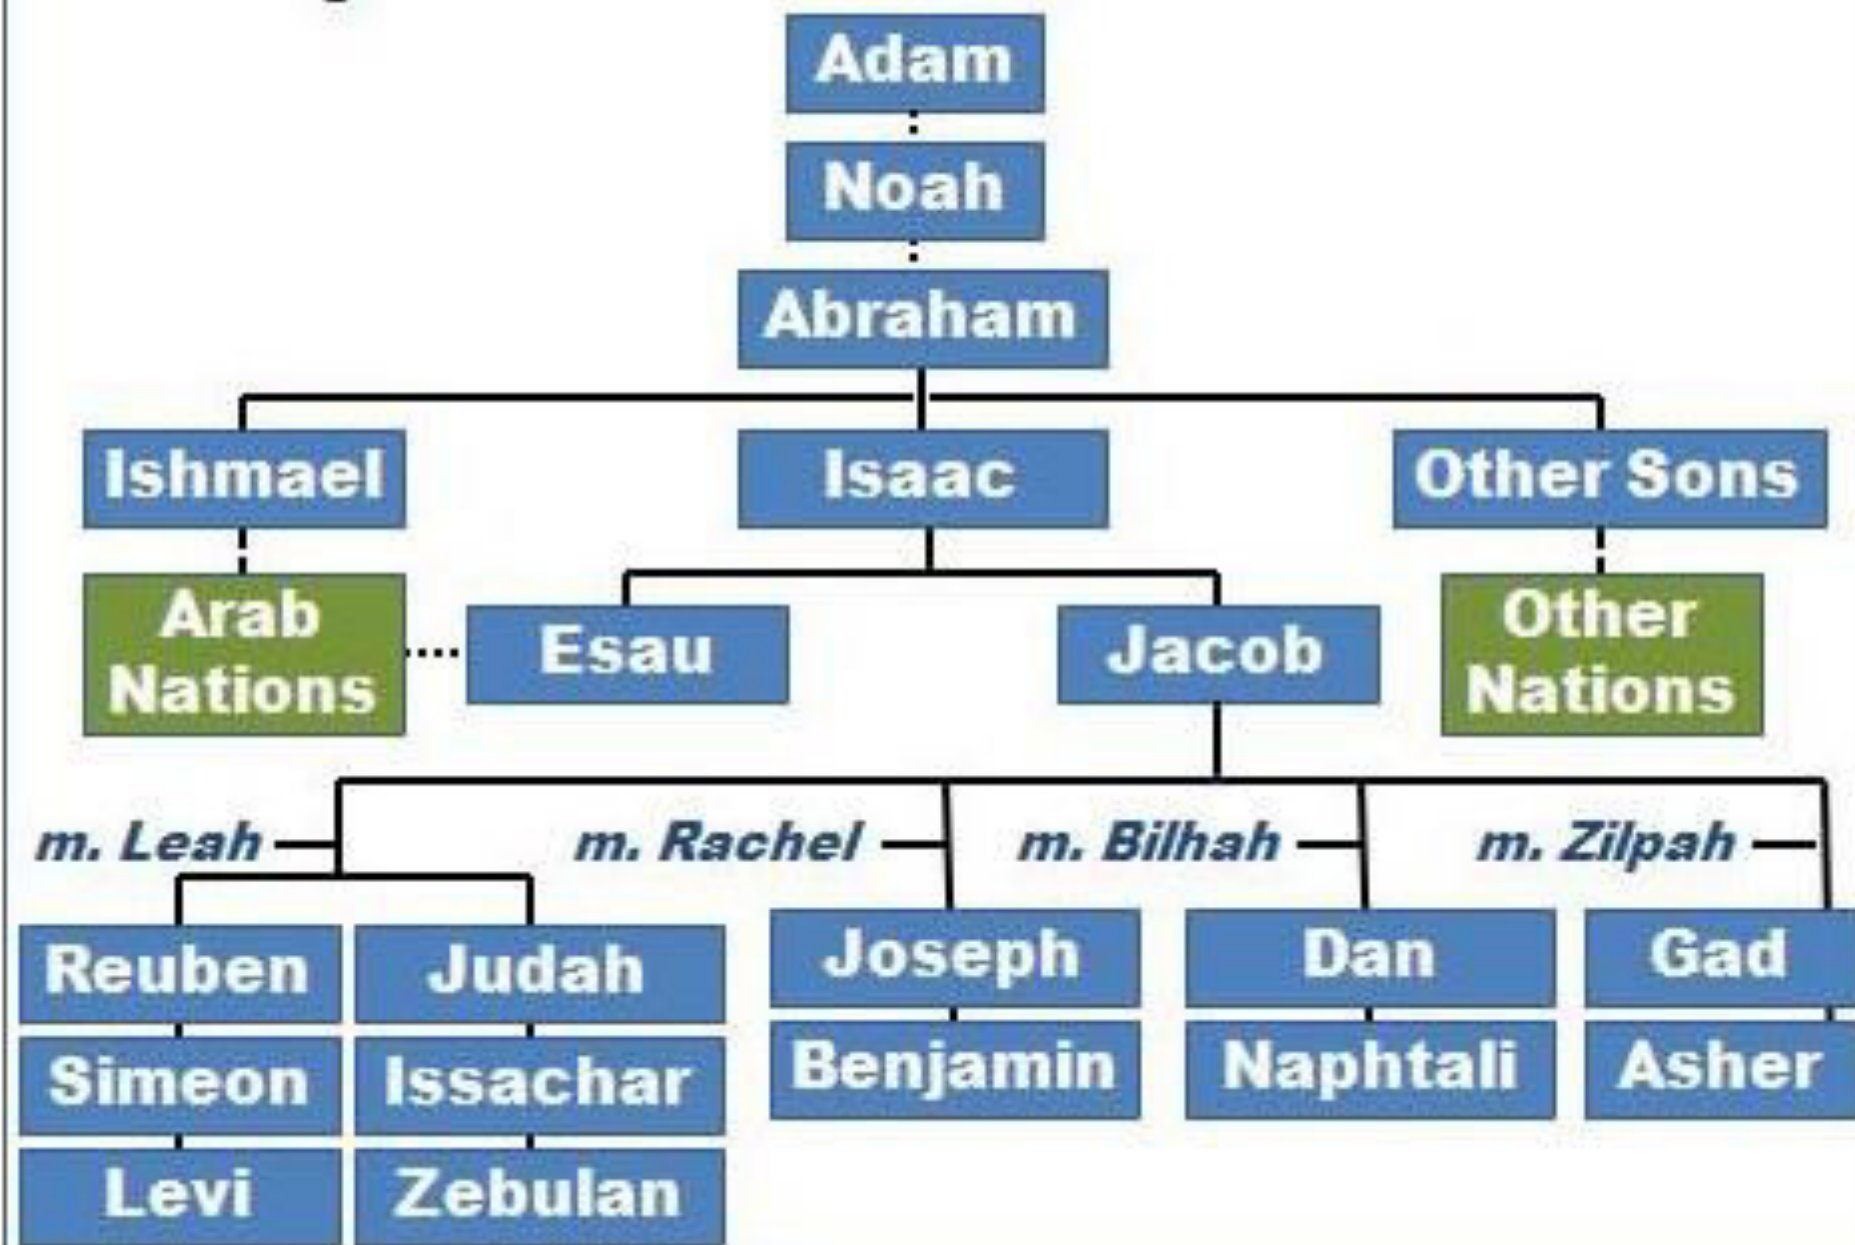 Adam
Noah
Abraham
Ishmael
Isaac
Other Sons
Arab
Nations
Esau
Jacob
Other
Nations
m. Leah
m. Rachel
m. Bilhah
m. Zilpah
Reuben
Judah
Joseph
Dan
Gad
Simeon
Issachar
Benjamin
Naphtali
Asher
Levi
Zebulan